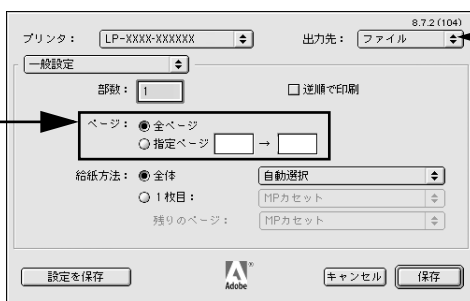 8.7.2 (104)
プリンタ： LP-XXXX-XXXXXX 出力先： ファイル
一般設定
部数： 1 逆順で印刷
ページ： 全ページ
指定ページ →
給紙方法： 全体 自動選択
1 枚目： MPカセット
残りのページ： MPカセット
設定を保存 Adobe キャンセル 保存